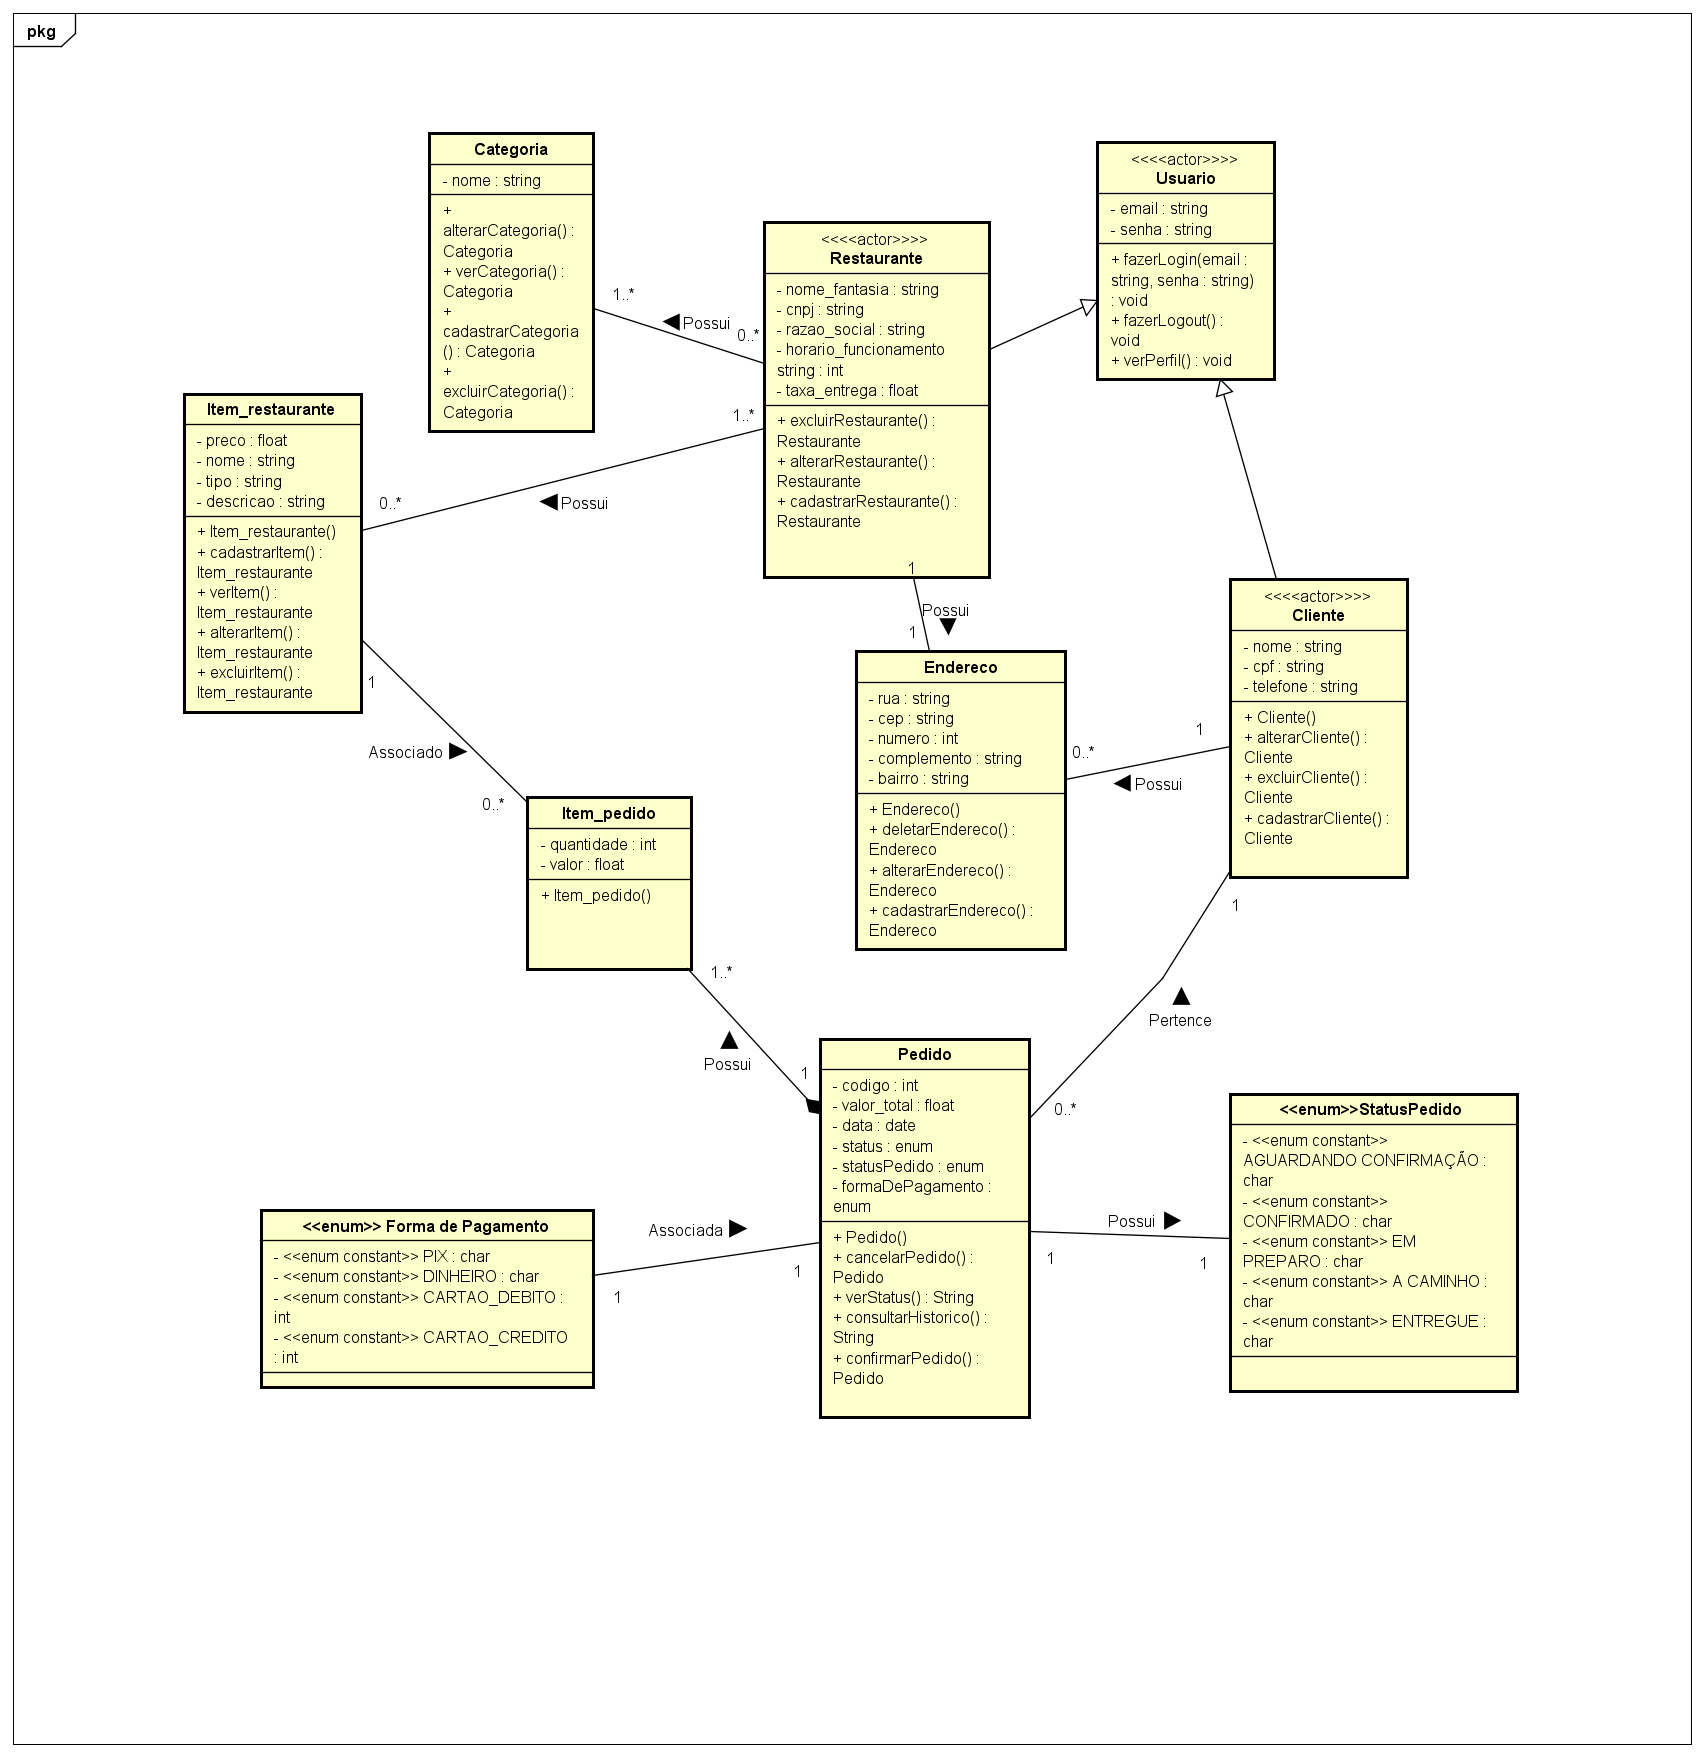 pkg
Categoria
- nome : string
+
alterarCategoria() :
Categoria
+ verCategoria() :
Categoria
+
cadastrarCategoria
() : Categoria
+
excluirCategoria() :
Categoria
<<<<actor>>>>
Usuario
- email : string
- senha : string
+ fazerLogin(email :
string, senha : string)
: void
+ fazerLogout() :
void
+ verPerfil() : void
<<<<actor>>>>
Restaurante
- nome_fantasia : string
- cnpj : string
- razao_social : string
- horario_funcionamento
string : int
- taxa_entrega : float
+ excluirRestaurante() :
Restaurante
+ alterarRestaurante() :
Restaurante
+ cadastrarRestaurante() :
Restaurante
1..*
Possui
0..*
1..*
0..*
Possui
Item_restaurante
- preco : float
- nome : string
- tipo : string
- descricao : string
+ Item_restaurante()
+ cadastrarItem() :
Item_restaurante
+ verItem() :
Item_restaurante
+ alterarItem() :
Item_restaurante
+ excluirItem() :
Item_restaurante
1
Possui
1
Endereco
- rua : string
- cep : string
- numero : int
- complemento : string
- bairro : string
+ Endereco()
+ deletarEndereco() :
Endereco
+ alterarEndereco() :
Endereco
+ cadastrarEndereco() :
Endereco
<<<<actor>>>>
Cliente
- nome : string
- cpf : string
- telefone : string
+ Cliente()
+ alterarCliente() :
Cliente
+ excluirCliente() :
Cliente
+ cadastrarCliente() :
Cliente
1
0..*
Possui
1
Associado
0..*
Item_pedido
- quantidade : int
- valor : float
+ Item_pedido()
1..*
Possui
1
1
Pertence
0..*
Pedido
- codigo : int
- valor_total : float
- data : date
- status : enum
- statusPedido : enum
- formaDePagamento :
enum
+ Pedido()
+ cancelarPedido() :
Pedido
+ verStatus() : String
+ consultarHistorico() :
String
+ confirmarPedido() :
Pedido
<<enum>>StatusPedido
- <<enum constant>>
AGUARDANDO CONFIRMAÇÃO :
char
- <<enum constant>>
CONFIRMADO : char
- <<enum constant>> EM
PREPARO : char
- <<enum constant>> A CAMINHO :
char
- <<enum constant>> ENTREGUE :
char
Possui
1
1
<<enum>> Forma de Pagamento
- <<enum constant>> PIX : char
- <<enum constant>> DINHEIRO : char
- <<enum constant>> CARTAO_DEBITO :
int
- <<enum constant>> CARTAO_CREDITO
: int
Associada
1
1